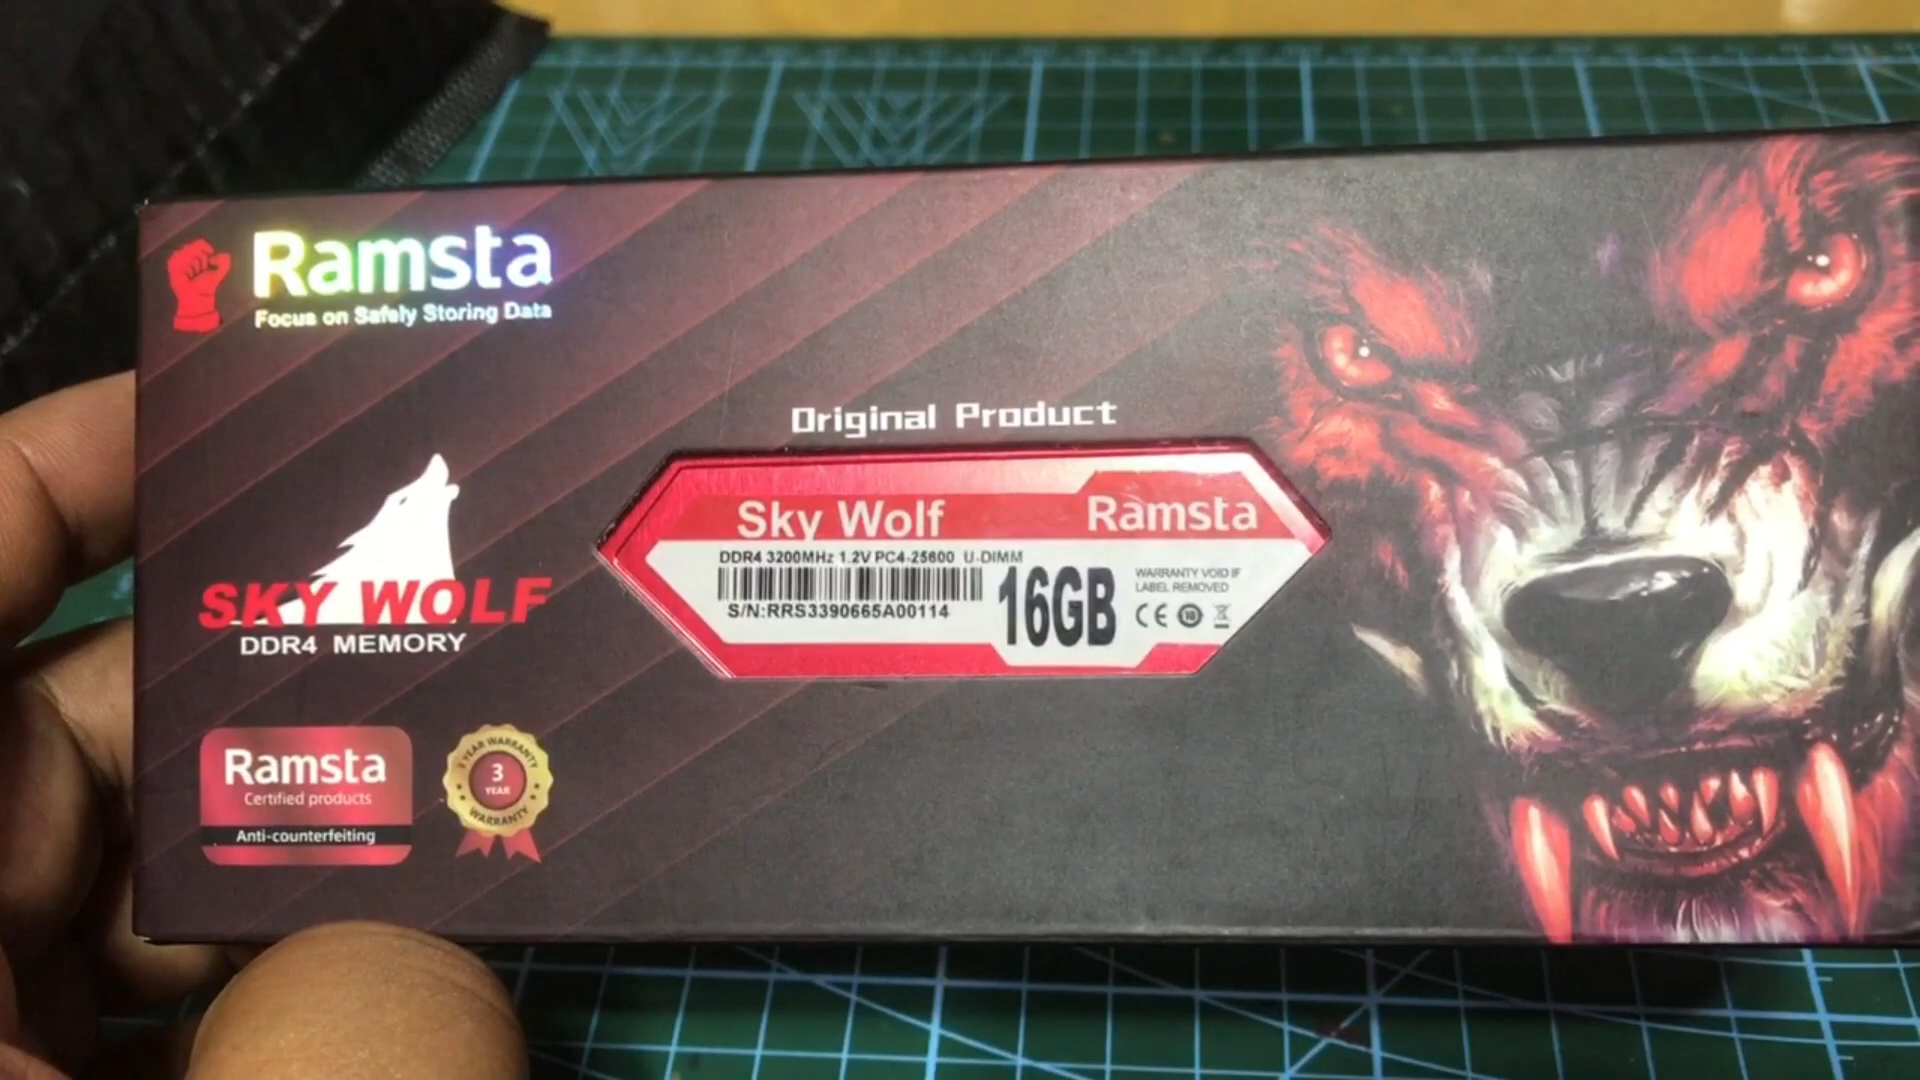 Ramsta
Focus on Safely Storing Data
Original Product
Sky Wolf
Ramsta
DDR4 3200MHz 1.2V PC4-25600 U-DIMM
S/N:RRS3390665A00114
16GB
WARRANTY VOID IF
LABEL REMOVED
CE
SKY WOLF
DDR4 MEMORY
Ramsta
Certified products
Anti-counterfeiting
3 YEAR WARRANTY
3
YEAR
WARRANTY